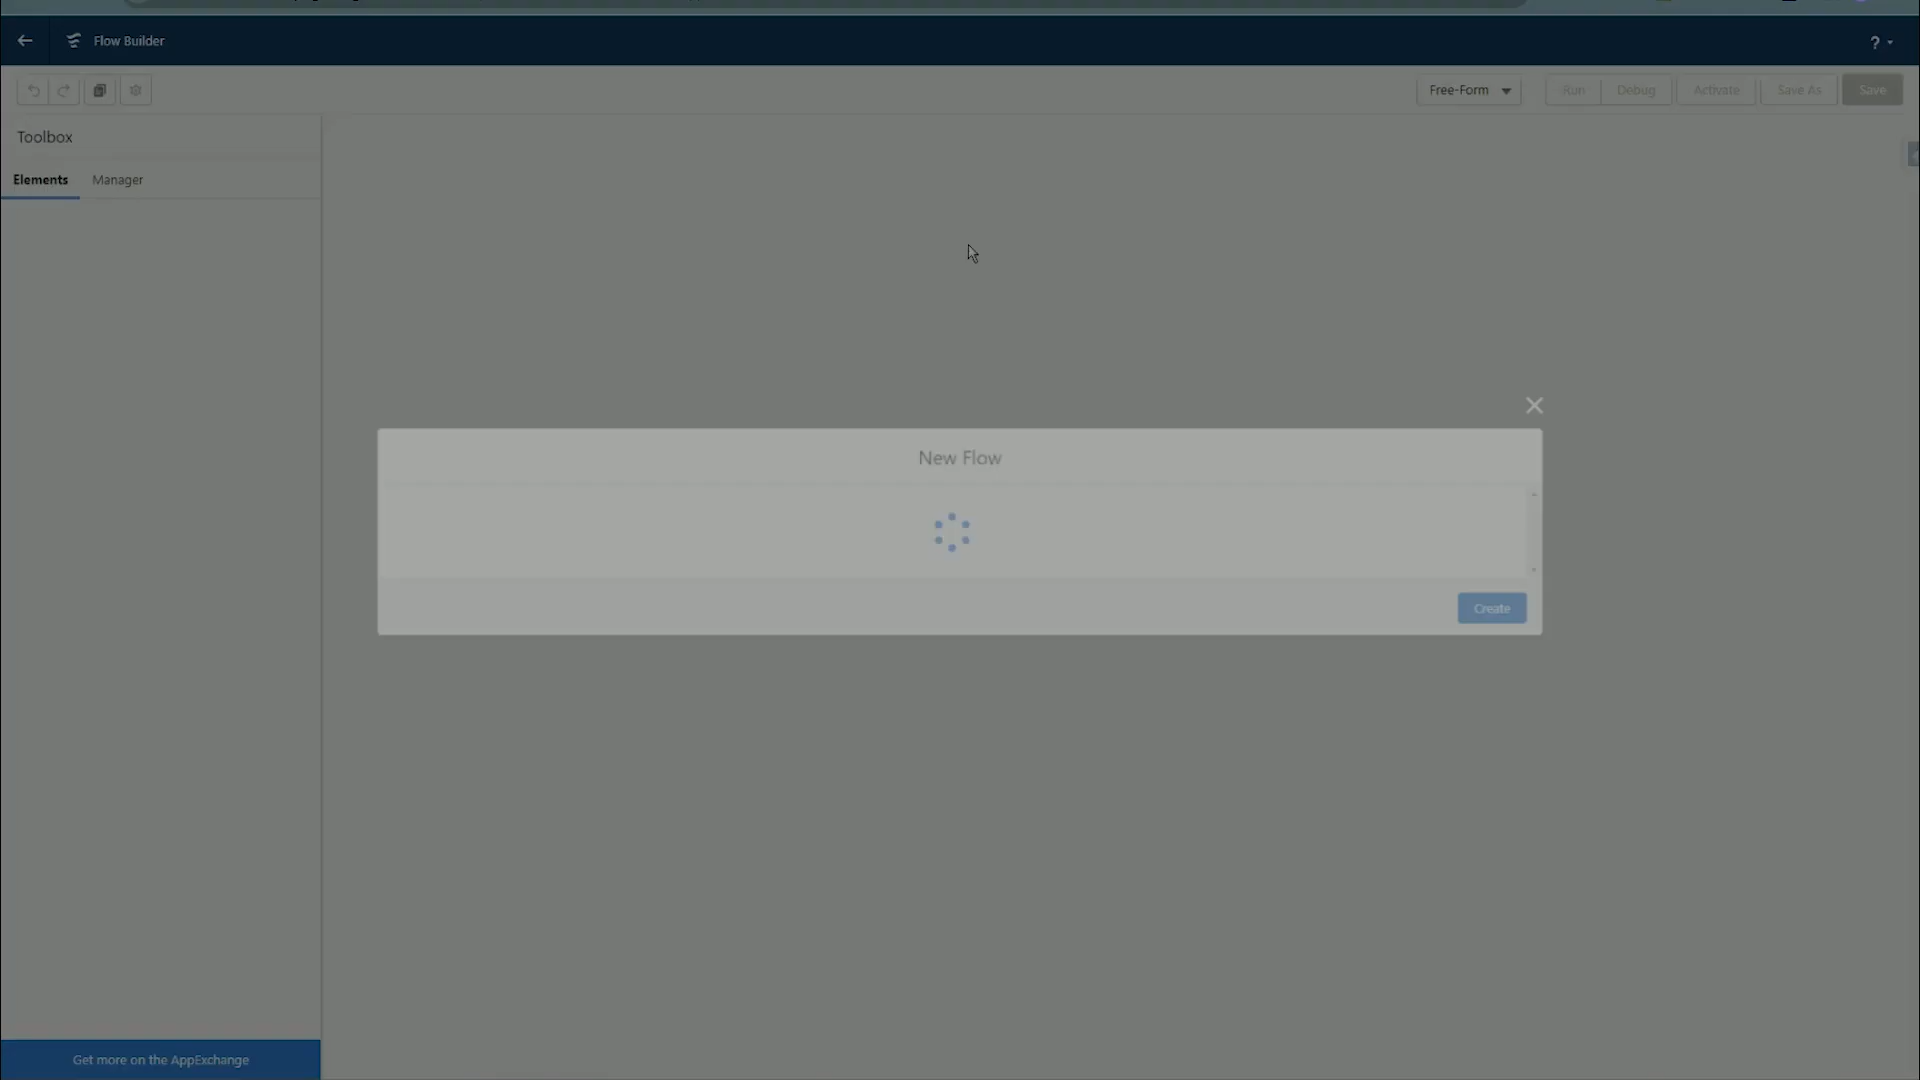 Flow Builder
?
Free-Form
Run
Debug
Activate
Save As
Save
Toolbox
Elements
Manager
New Flow
Create
Get more on the AppExchange